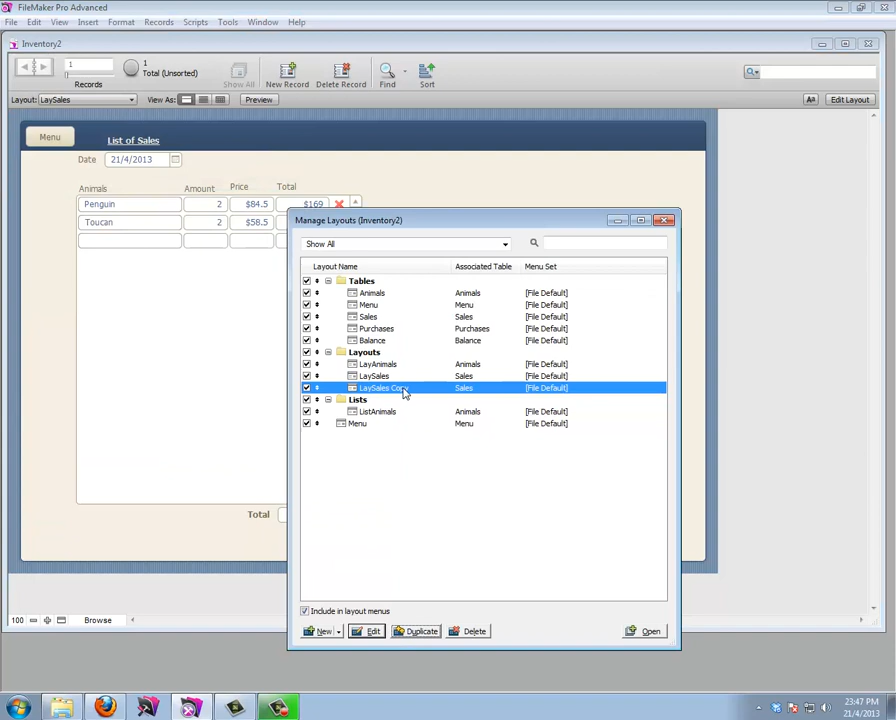 FileMaker Pro Advanced
File Edit View Insert Format Records Scripts Tools Window Help
Inventory2
1
Records
1
Total (Unsorted)
Show All
New Record
Delete Record
Find
Sort
Layout: LaySales
View As:
Preview
Aa
Edit Layout
Menu
List of Sales
Date 21/4/2013
Animals Amount Price Total
Penguin 2 $84.5 $169
Toucan 2 $58.5
Total
Manage Layouts (Inventory2)
Show All
Layout Name Associated Table Menu Set
Tables
Animals Animals [File Default]
Menu Menu [File Default]
Sales Sales [File Default]
Purchases Purchases [File Default]
Balance Balance [File Default]
Layouts
LayAnimals Animals [File Default]
LaySales Sales [File Default]
LaySales Copy Sales [File Default]
Lists
ListAnimals Animals [File Default]
Menu Menu [File Default]
Include in layout menus
New Edit Duplicate Delete Open
100 Browse
23:47 PM
21/4/2013